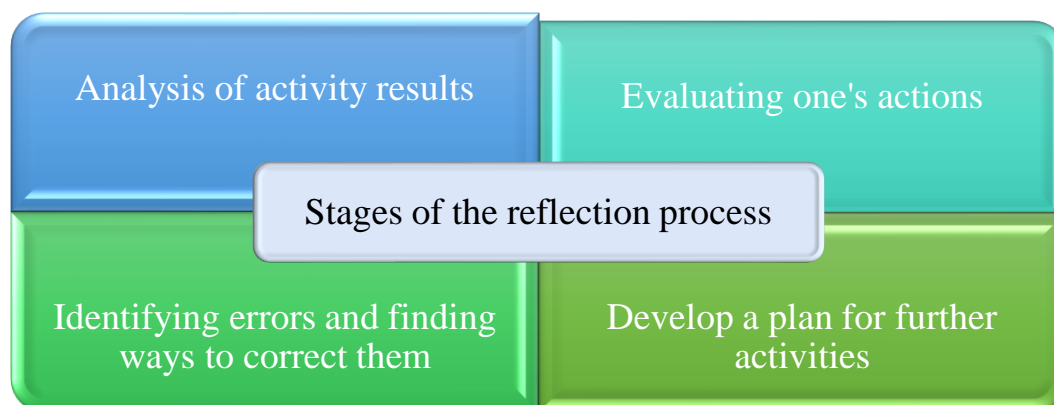 Analysis of activity results
Evaluating one's actions
Stages of the reflection process
Identifying errors and finding
ways to correct them
Develop a plan for further
activities